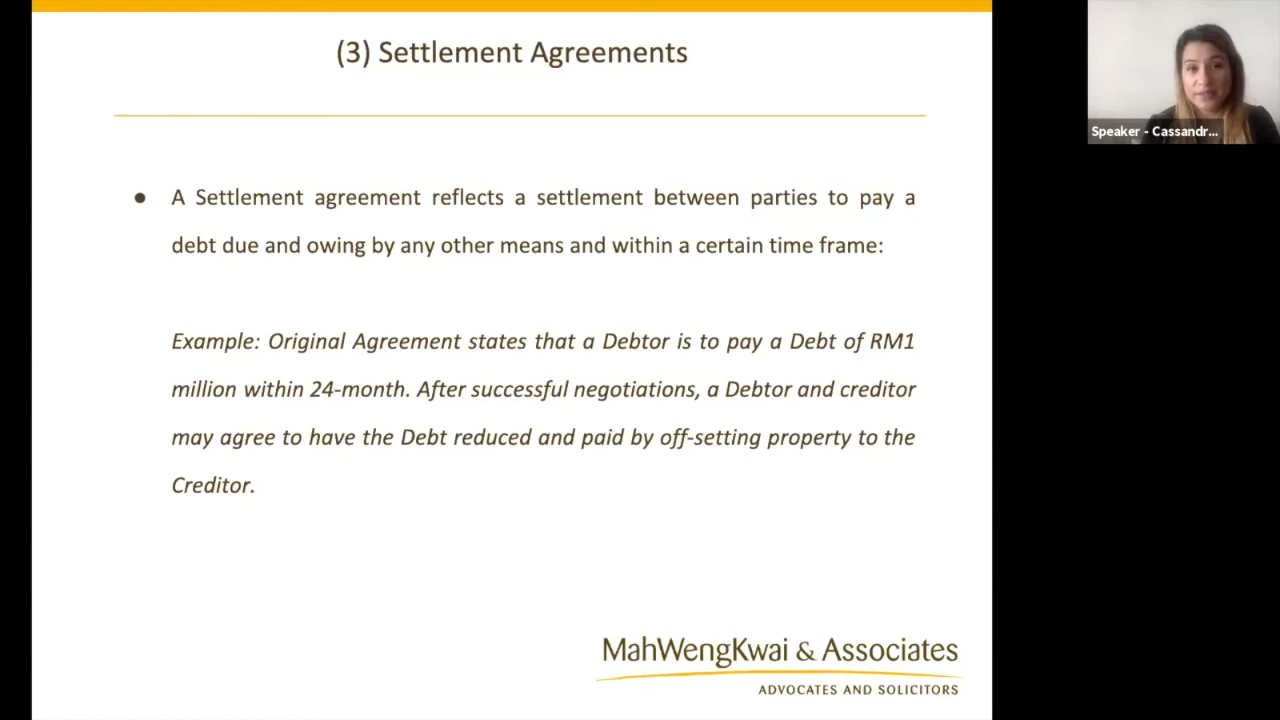 (3) Settlement Agreements
● A Settlement agreement reflects a settlement between parties to pay a
debt due and owing by any other means and within a certain time frame:
Example: Original Agreement states that a Debtor is to pay a Debt of RM1
million within 24-month. After successful negotiations, a Debtor and creditor
may agree to have the Debt reduced and paid by off-setting property to the
Creditor.
MahWengKwai & Associates
ADVOCATES AND SOLICITORS
Speaker - Cassandr...